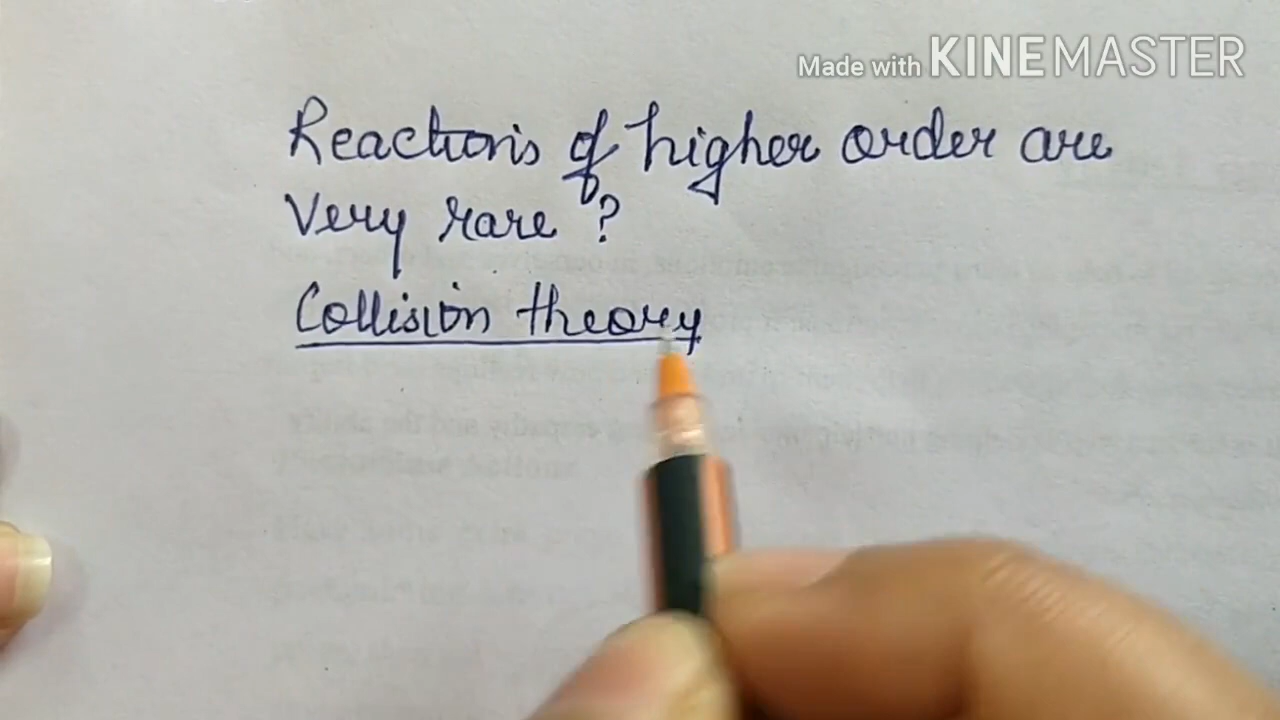 Made with KINEMASTER
Reactions of higher order are
Very rare ?
Collision theory